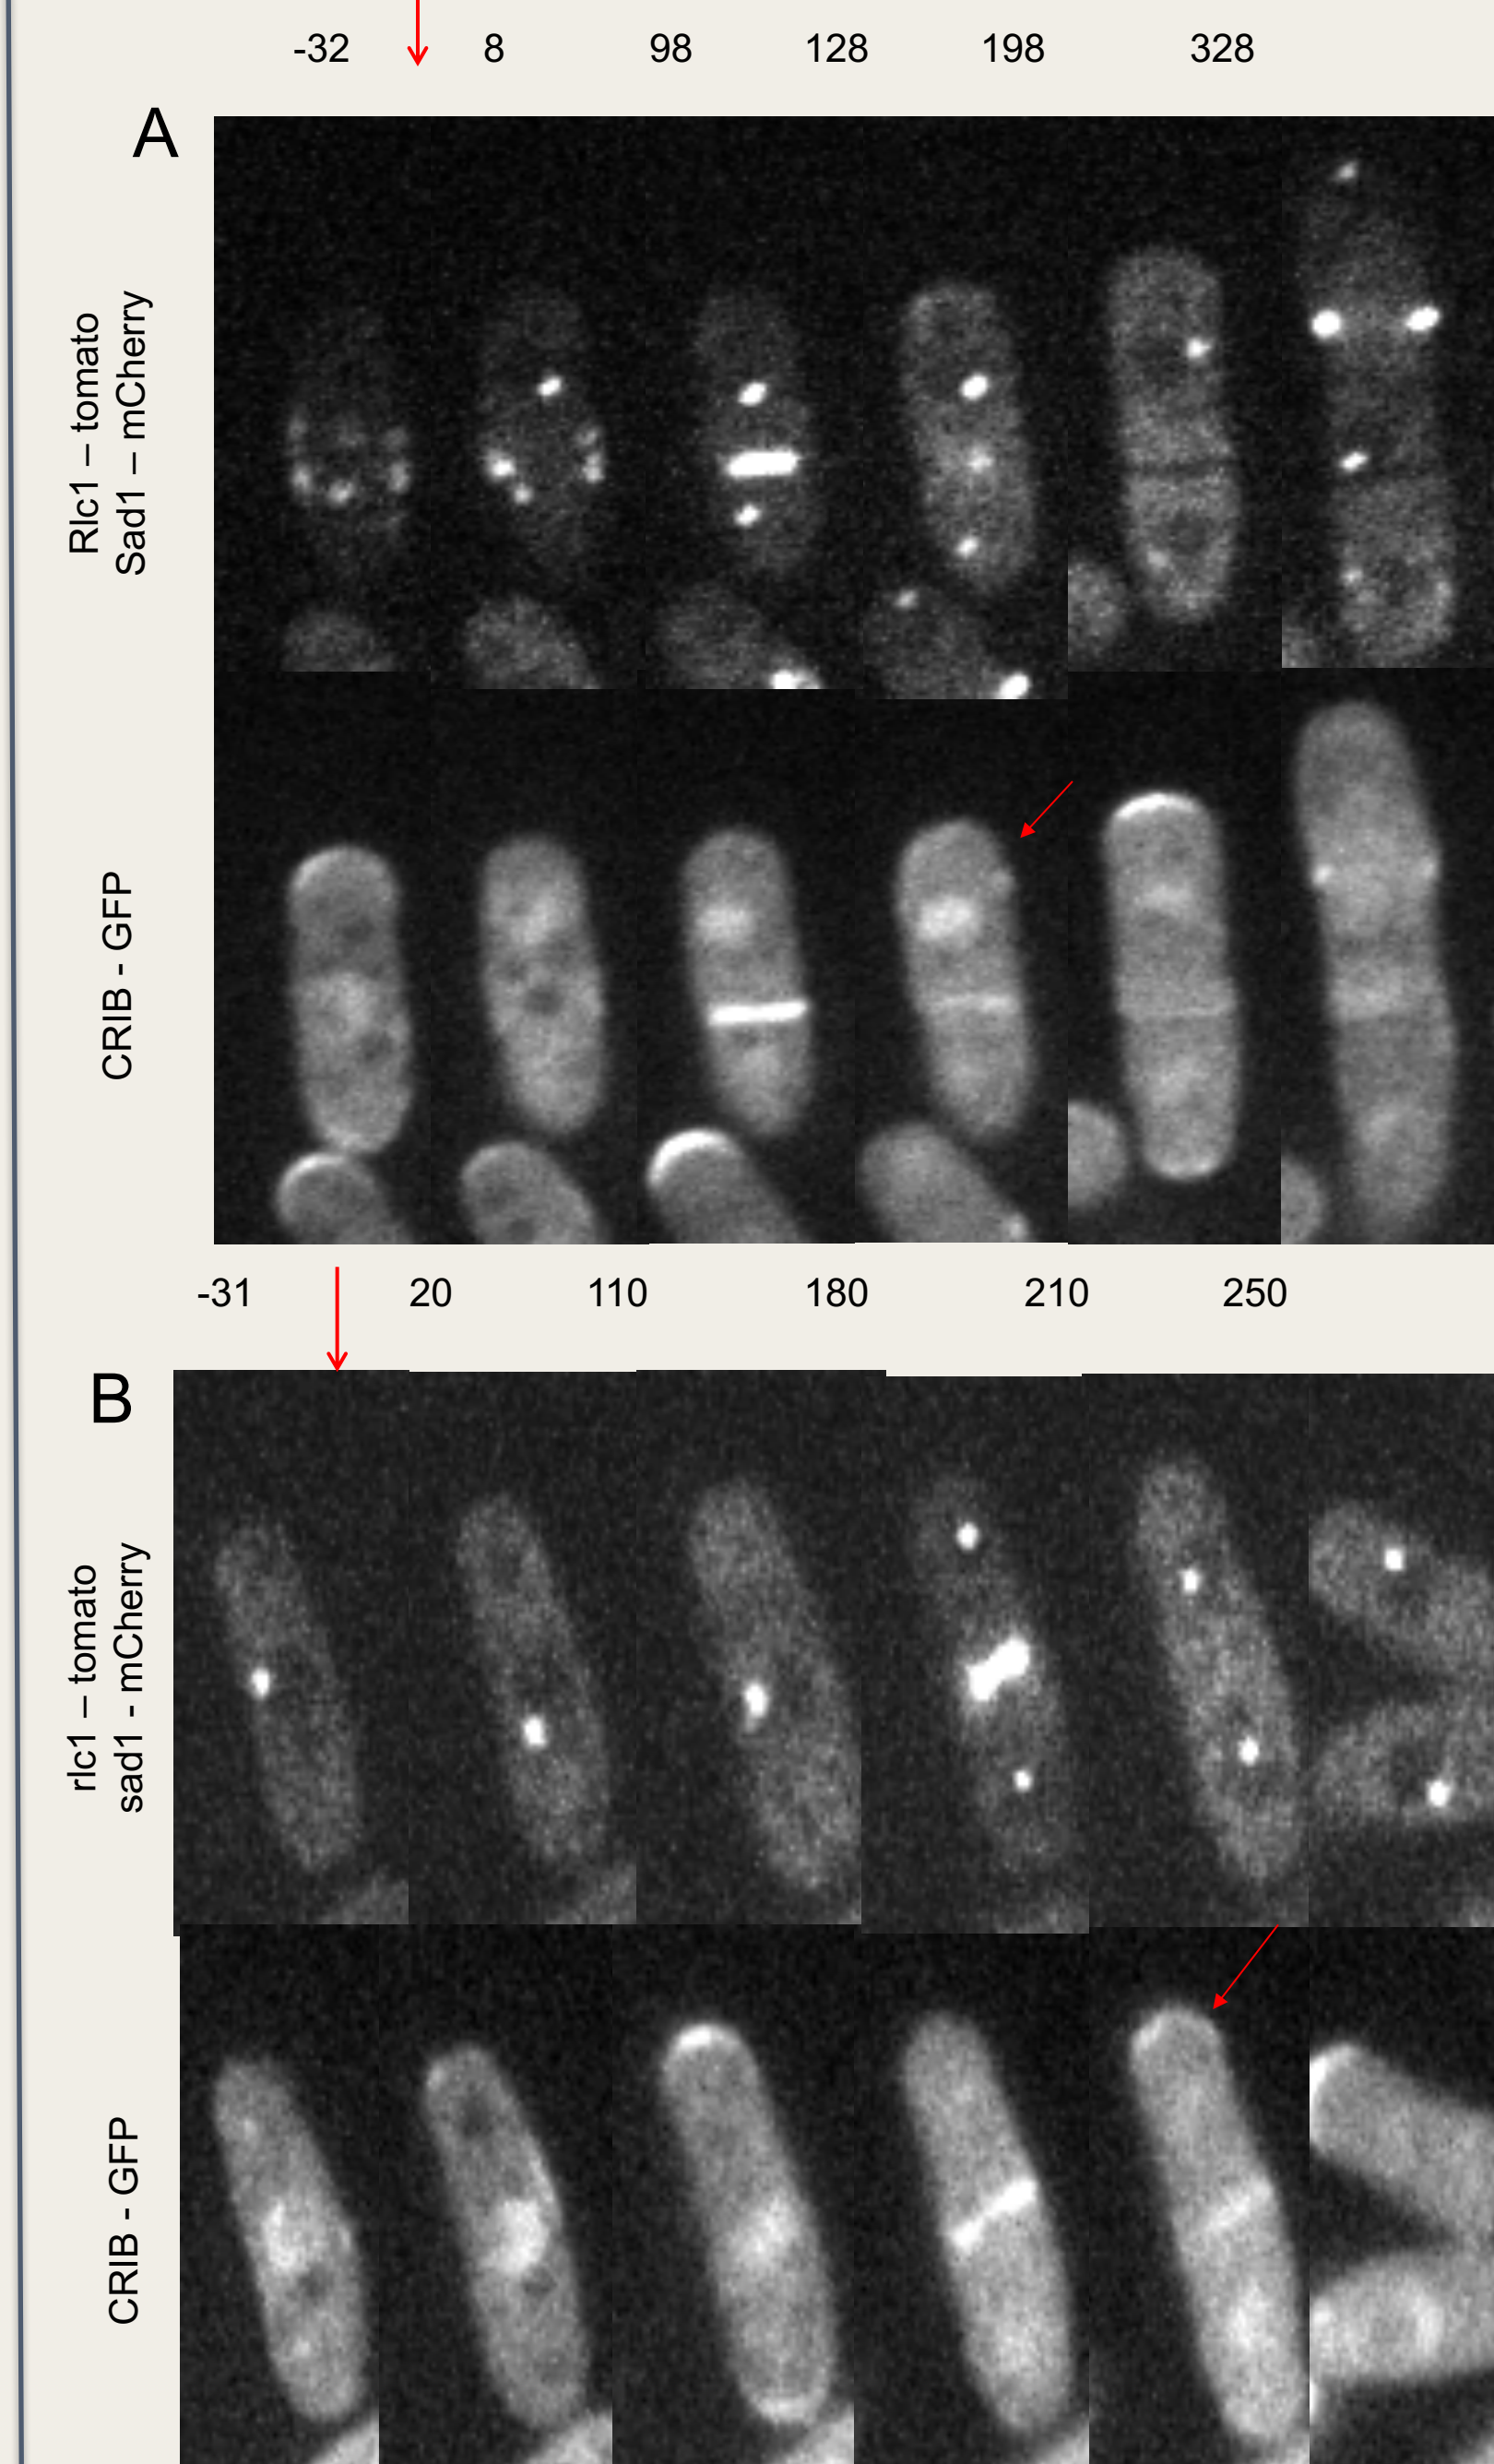 -32 8 98 128 198 328
A
Rlc1 – tomato
Sad1 – mCherry
CRIB - GFP
-31 20 110 180 210 250
B
rlc1 – tomato
sad1 - mCherry
CRIB - GFP